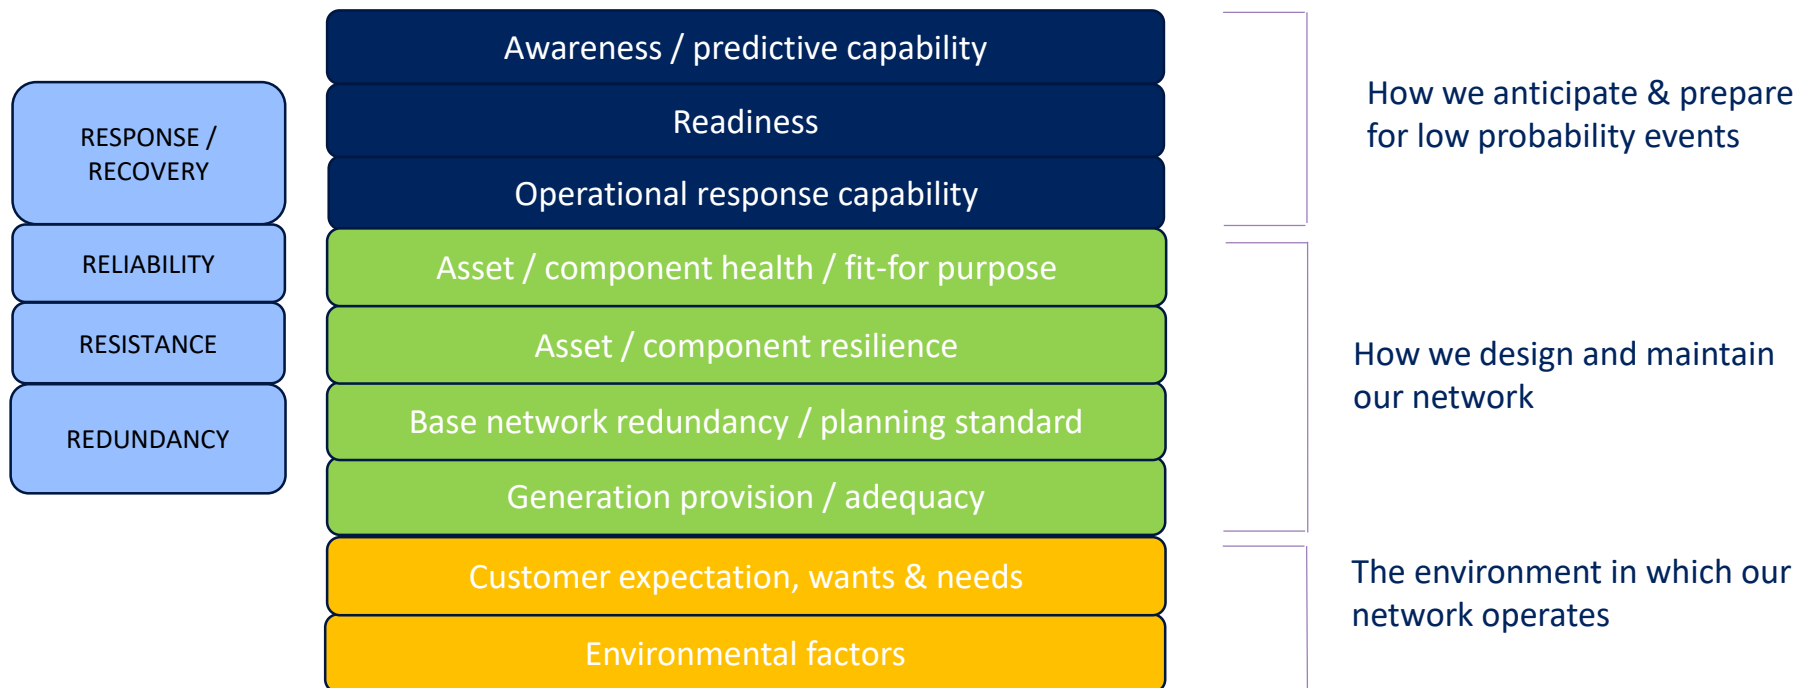 RESPONSE /
RECOVERY
RELIABILITY
RESISTANCE
REDUNDANCY
Awareness / predictive capability
Readiness
Operational response capability
Asset / component health / fit-for purpose
Asset / component resilience
Base network redundancy / planning standard
Generation provision / adequacy
Customer expectation, wants & needs
Environmental factors
How we anticipate & prepare
for low probability events
How we design and maintain
our network
The environment in which our
network operates